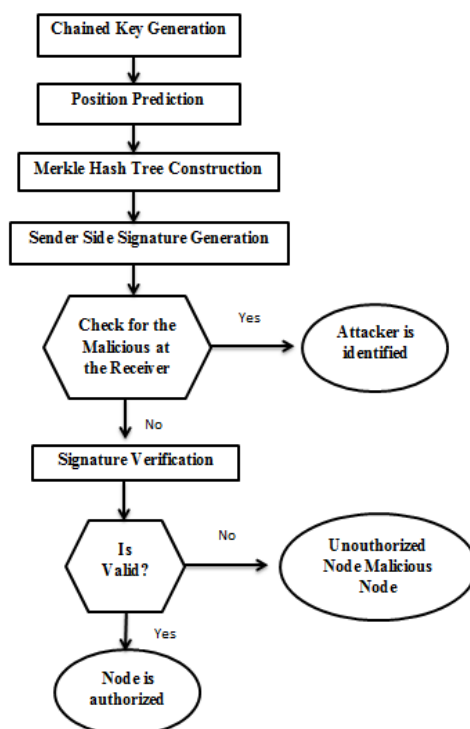 Chained Key Generation
Position Prediction
Merkle Hash Tree Construction
Sender Side Signature Generation
Check for the
Malicious at
the Receiver
Yes
Attacker is
identified
No
Signature Verification
Is
Valid?
No
Unouthorized
Node Malicious
Node
Yes
Node is
authorized